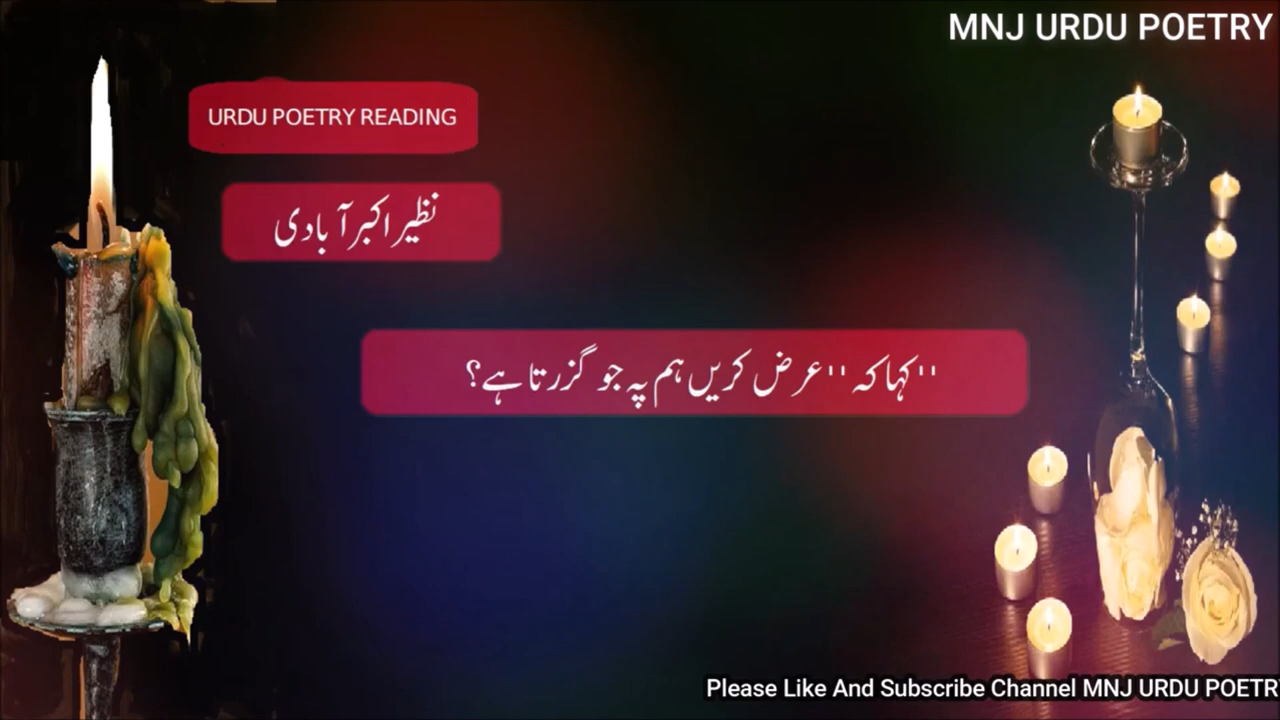 MNJ URDU POETRY
URDU POETRY READING
نظیر اکبر آبادی
''کہا کہ ''عرض کریں ہم پہ جو گزرتا ہے؟
Please Like And Subscribe Channel MNJ URDU POETR